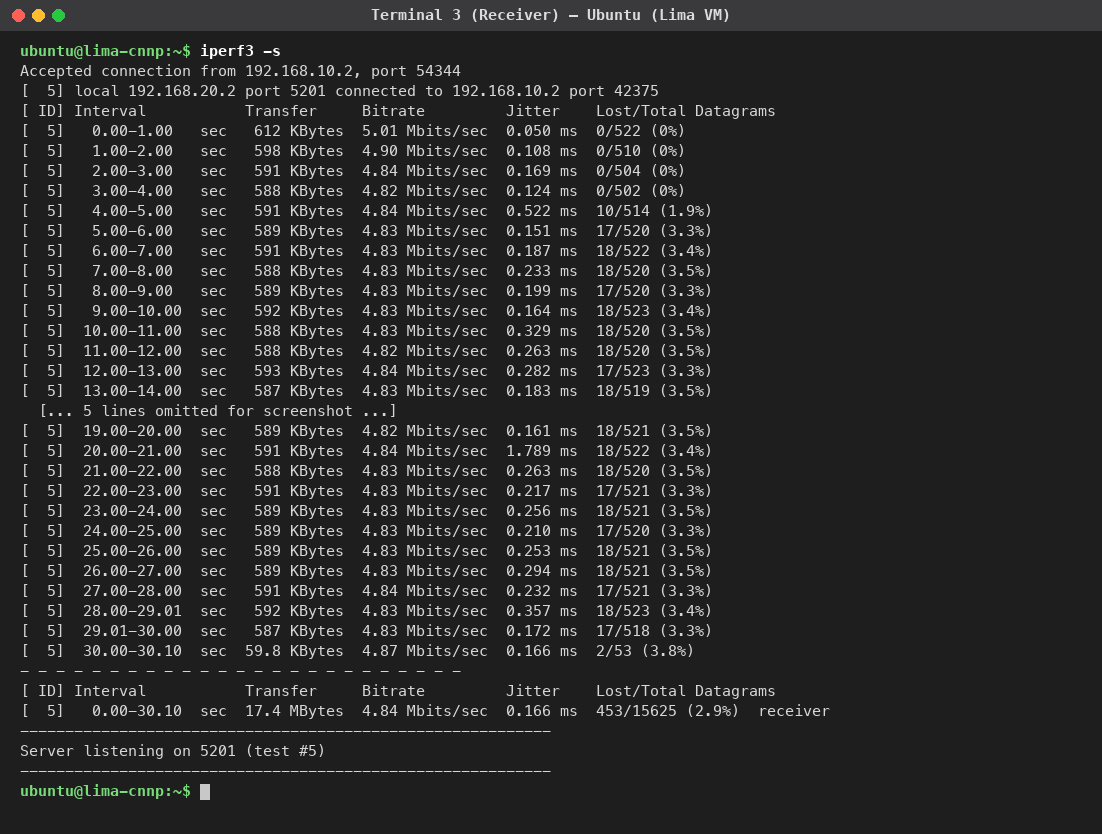 Terminal 3 (Receiver) — Ubuntu (Lima VM)
ubuntu@lima-cnnp:~$ iperf3 -s
Accepted connection from 192.168.10.2, port 54344
[  5] local 192.168.20.2 port 5201 connected to 192.168.10.2 port 42375
[ ID] Interval           Transfer     Bitrate         Jitter    Lost/Total Datagrams
[  5]   0.00-1.00   sec   612 KBytes  5.01 Mbits/sec  0.050 ms  0/522 (0%)
[  5]   1.00-2.00   sec   598 KBytes  4.90 Mbits/sec  0.108 ms  0/510 (0%)
[  5]   2.00-3.00   sec   591 KBytes  4.84 Mbits/sec  0.169 ms  0/504 (0%)
[  5]   3.00-4.00   sec   588 KBytes  4.82 Mbits/sec  0.124 ms  0/502 (0%)
[  5]   4.00-5.00   sec   591 KBytes  4.84 Mbits/sec  0.522 ms  10/514 (1.9%)
[  5]   5.00-6.00   sec   589 KBytes  4.83 Mbits/sec  0.151 ms  17/520 (3.3%)
[  5]   6.00-7.00   sec   591 KBytes  4.84 Mbits/sec  0.187 ms  18/522 (3.4%)
[  5]   7.00-8.00   sec   588 KBytes  4.83 Mbits/sec  0.233 ms  18/520 (3.5%)
[  5]   8.00-9.00   sec   589 KBytes  4.83 Mbits/sec  0.199 ms  17/520 (3.3%)
[  5]   9.00-10.00  sec   592 KBytes  4.83 Mbits/sec  0.164 ms  18/523 (3.4%)
[  5]  10.00-11.00  sec   588 KBytes  4.83 Mbits/sec  0.329 ms  18/520 (3.5%)
[  5]  11.00-12.00  sec   588 KBytes  4.82 Mbits/sec  0.263 ms  18/520 (3.5%)
[  5]  12.00-13.00  sec   593 KBytes  4.84 Mbits/sec  0.282 ms  17/523 (3.3%)
[  5]  13.00-14.00  sec   587 KBytes  4.83 Mbits/sec  0.183 ms  18/519 (3.5%)
[... 5 lines omitted for screenshot ...]
[  5]  19.00-20.00  sec   589 KBytes  4.82 Mbits/sec  0.161 ms  18/521 (3.5%)
[  5]  20.00-21.00  sec   591 KBytes  4.84 Mbits/sec  1.789 ms  18/522 (3.4%)
[  5]  21.00-22.00  sec   588 KBytes  4.83 Mbits/sec  0.263 ms  18/520 (3.5%)
[  5]  22.00-23.00  sec   591 KBytes  4.83 Mbits/sec  0.217 ms  17/521 (3.3%)
[  5]  23.00-24.00  sec   589 KBytes  4.83 Mbits/sec  0.256 ms  18/521 (3.5%)
[  5]  24.00-25.00  sec   589 KBytes  4.83 Mbits/sec  0.210 ms  17/520 (3.3%)
[  5]  25.00-26.00  sec   589 KBytes  4.83 Mbits/sec  0.253 ms  18/521 (3.5%)
[  5]  26.00-27.00  sec   589 KBytes  4.83 Mbits/sec  0.294 ms  18/521 (3.5%)
[  5]  27.00-28.00  sec   591 KBytes  4.84 Mbits/sec  0.232 ms  17/521 (3.3%)
[  5]  28.00-29.01  sec   592 KBytes  4.83 Mbits/sec  0.357 ms  18/523 (3.4%)
[  5]  29.01-30.00  sec   587 KBytes  4.83 Mbits/sec  0.172 ms  17/518 (3.3%)
[  5]  30.00-30.10  sec  59.8 KBytes  4.87 Mbits/sec  0.166 ms  2/53 (3.8%)
- - - - - - - - - - - - - - - - - - - - - - - - -
[ ID] Interval           Transfer     Bitrate         Jitter    Lost/Total Datagrams
[  5]   0.00-30.10  sec  17.4 MBytes  4.84 Mbits/sec  0.166 ms  453/15625 (2.9%)  receiver
-----------------------------------------------------------
Server listening on 5201 (test #5)
-----------------------------------------------------------
ubuntu@lima-cnnp:~$